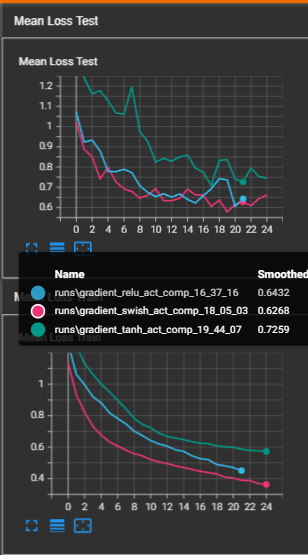 Mean Loss Test
Mean Loss Test
1.2
1.1
1
0.9
0.8
0.7
0.6
0 2 4 6 8 10 12 14 16 18 20 22 24
Name Smoothed
runs\gradient_relu_act_comp_16_37_16 0.6432
runs\gradient_swish_act_comp_18_05_03 0.6268
runs\gradient_tanh_act_comp_19_44_07 0.7259
Mean Loss Train
1
0.8
0.6
0.4
0 2 4 6 8 10 12 14 16 18 20 22 24